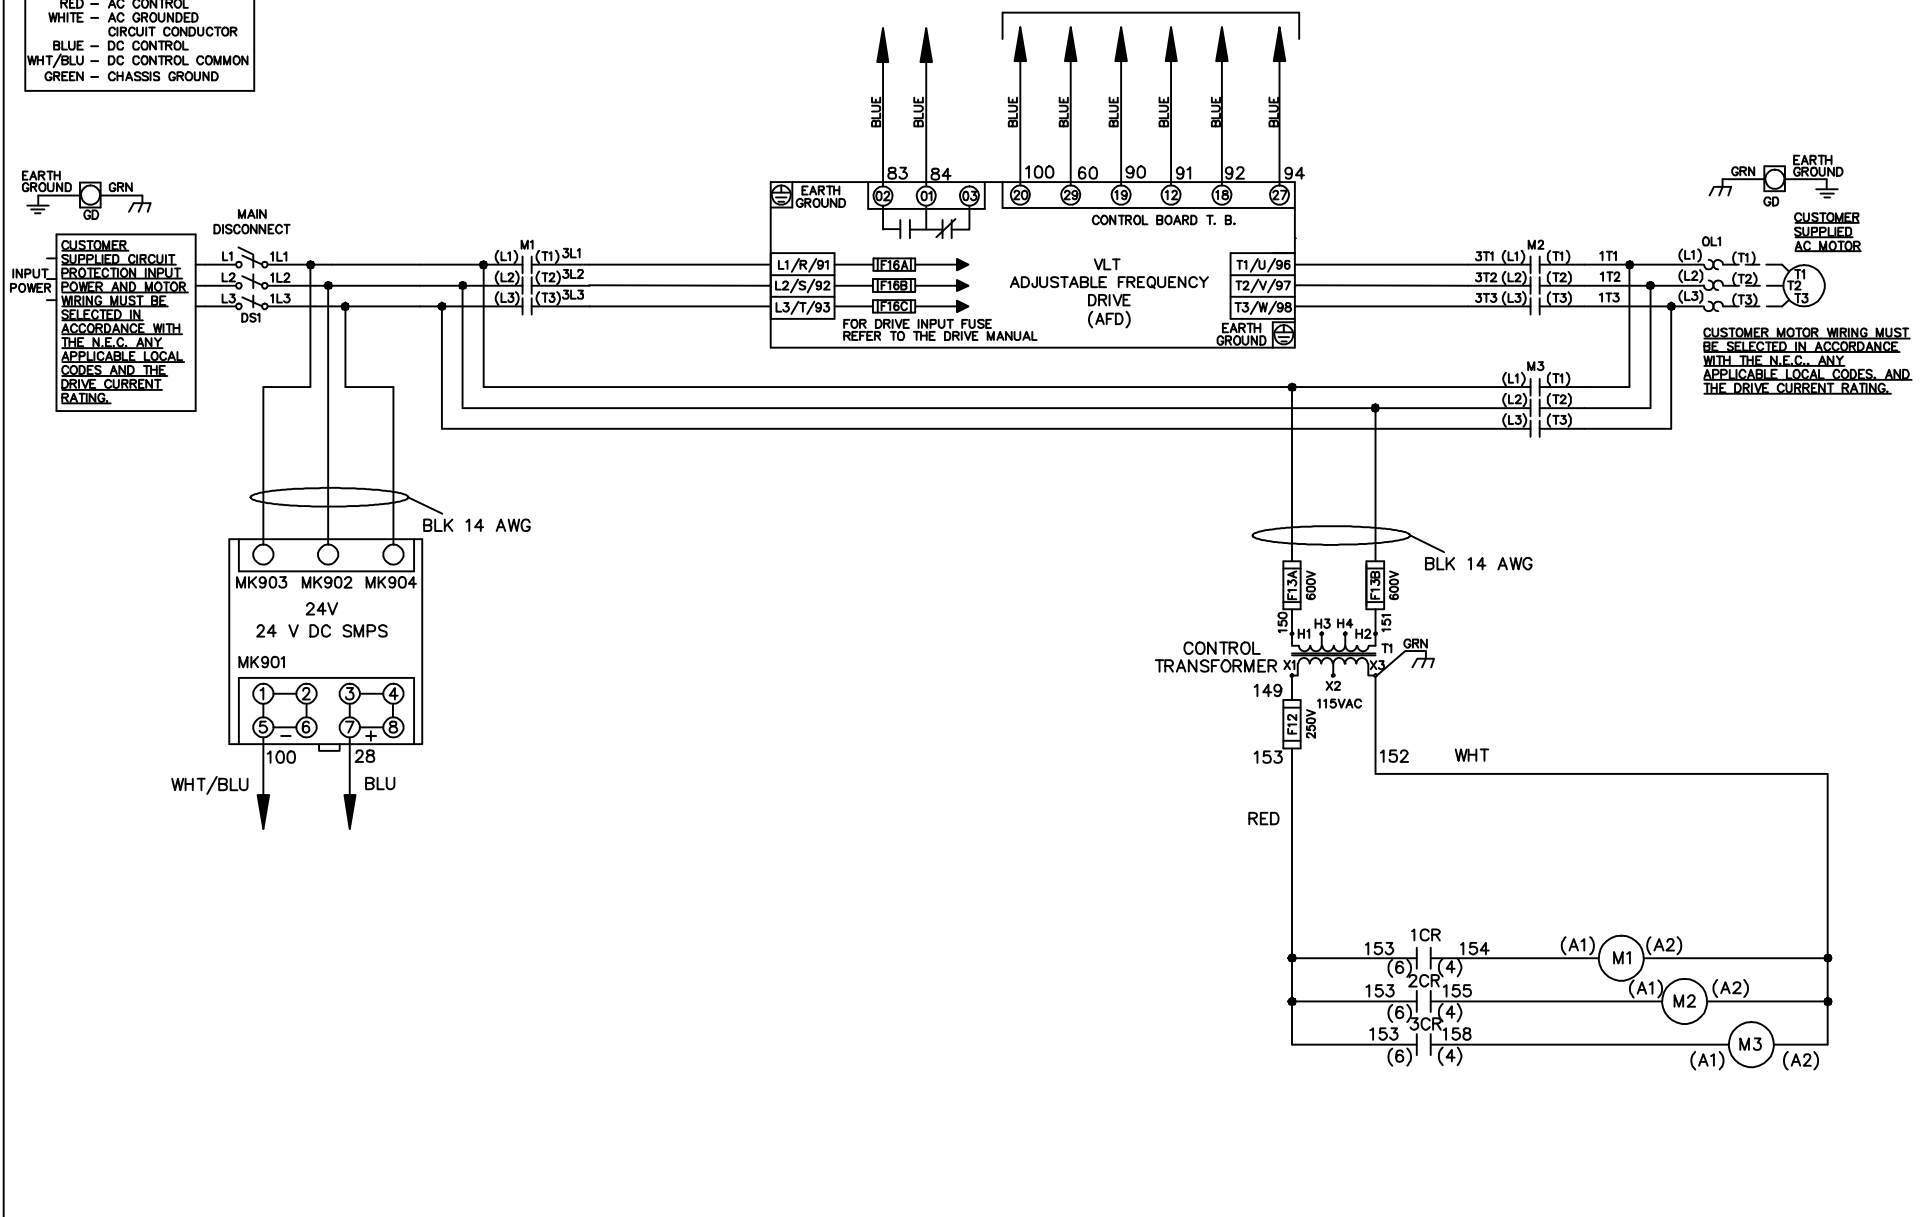 RED – AC CONTROL
WHITE – AC GROUNDED
CIRCUIT CONDUCTOR
BLUE – DC CONTROL
WHT/BLU – DC CONTROL COMMON
GREEN – CHASSIS GROUND
BLUE
BLUE
BLUE
BLUE
BLUE
BLUE
BLUE
BLUE
83 84 100 60 90 91 92 94
EARTH
GROUND
02 01 03 20 29 19 12 18 27
CONTROL BOARD T. B.
EARTH
GROUND
GRN
GD
MAIN
DISCONNECT
CUSTOMER
SUPPLIED CIRCUIT
PROTECTION INPUT
POWER AND MOTOR
WIRING MUST BE
SELECTED IN
ACCORDANCE WITH
THE N.E.C. ANY
APPLICABLE LOCAL
CODES AND THE
DRIVE CURRENT
RATING.
INPUT
POWER
L1 1L1
L2 1L2
L3 1L3
DS1
M1
(L1) (T1) 3L1
(L2) (T2) 3L2
(L3) (T3) 3L3
L1/R/91 F16A
L2/S/92 F16B
L3/T/93 F16C
FOR DRIVE INPUT FUSE
REFER TO THE DRIVE MANUAL
VLT
ADJUSTABLE FREQUENCY
DRIVE
(AFD)
T1/U/96
T2/V/97
T3/W/98
EARTH
GROUND
M2
3T1 (L1) (T1) 1T1
3T2 (L2) (T2) 1T2
3T3 (L3) (T3) 1T3
OL1
(L1) (T1)
(L2) (T2)
(L3) (T3)
T1
T2
T3
GRN
EARTH
GROUND
GD
CUSTOMER
SUPPLIED
AC MOTOR
CUSTOMER MOTOR WIRING MUST
BE SELECTED IN ACCORDANCE
WITH THE N.E.C., ANY
APPLICABLE LOCAL CODES, AND
THE DRIVE CURRENT RATING.
M3
(L1) (T1)
(L2) (T2)
(L3) (T3)
BLK 14 AWG
MK903 MK902 MK904
24V
24 V DC SMPS
MK901
1 2 3 4
5 6 7 8
– +
100 28
WHT/BLU BLU
BLK 14 AWG
F13A
600V
F13B
600V
150
151
H1 H3 H4 H2
T1
GRN
CONTROL
TRANSFORMER
X1 X3
X2
149
115VAC
F12
250V
153 152 WHT
RED
1CR
153 154 (A1) M1 (A2)
(6) (4)
2CR
153 155 (A1) M2 (A2)
(6) (4)
3CR
153 158
(6) (4) (A1) M3 (A2)